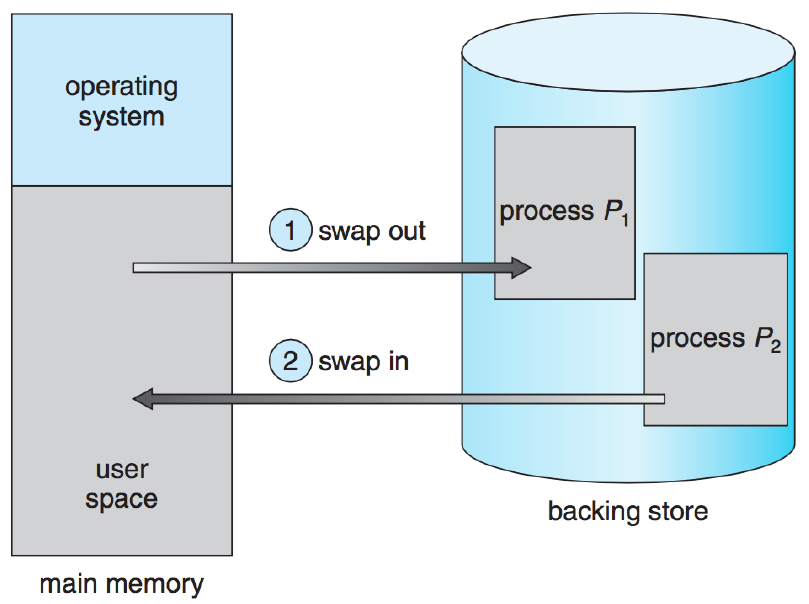 operating
system
1 swap out
process P1
2 swap in
process P2
user
space
backing store
main memory